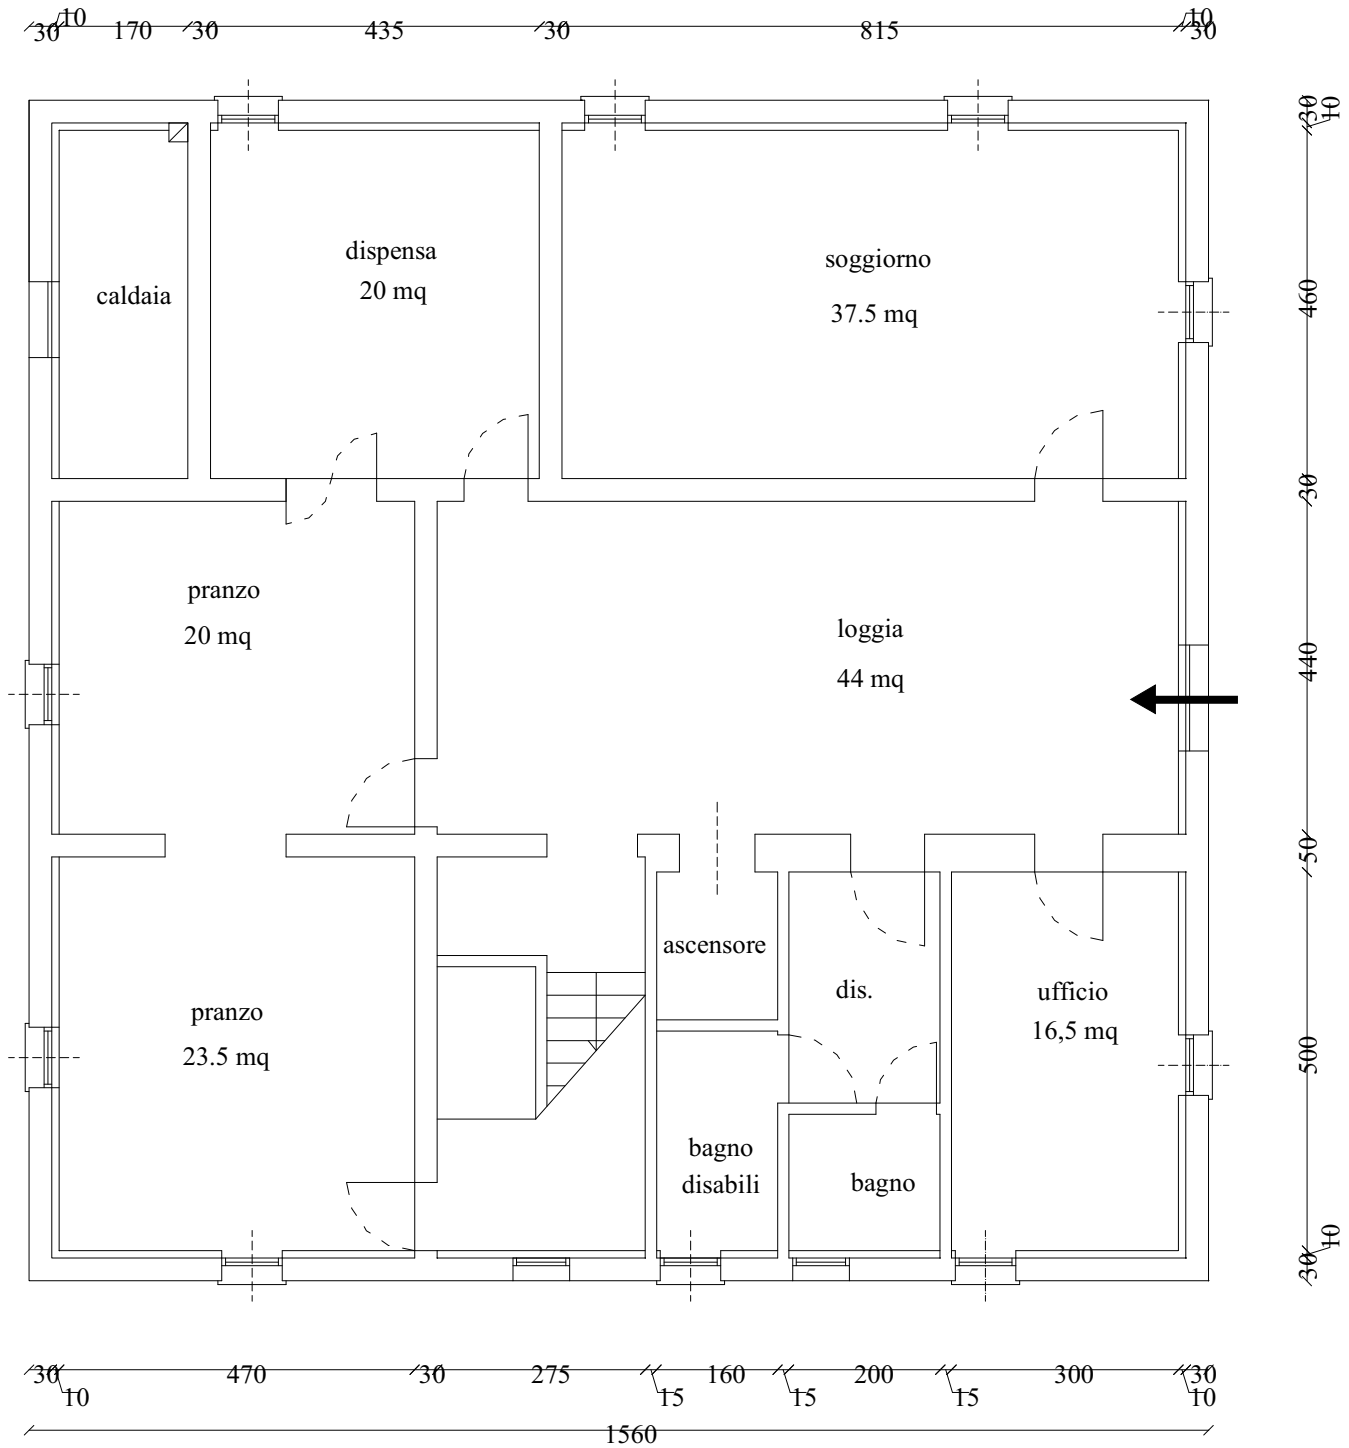 10 10
30 170 30 435 30 815 30
30
10
dispensa
20 mq
soggiorno
37.5 mq
caldaia
460
30
pranzo
20 mq
loggia
44 mq
440
50
ascensore
dis.
ufficio
16,5 mq
pranzo
23.5 mq
500
bagno
disabili
bagno
10
30
30 470 30 275 160 200 300 30
10 15 15 15 10
1560